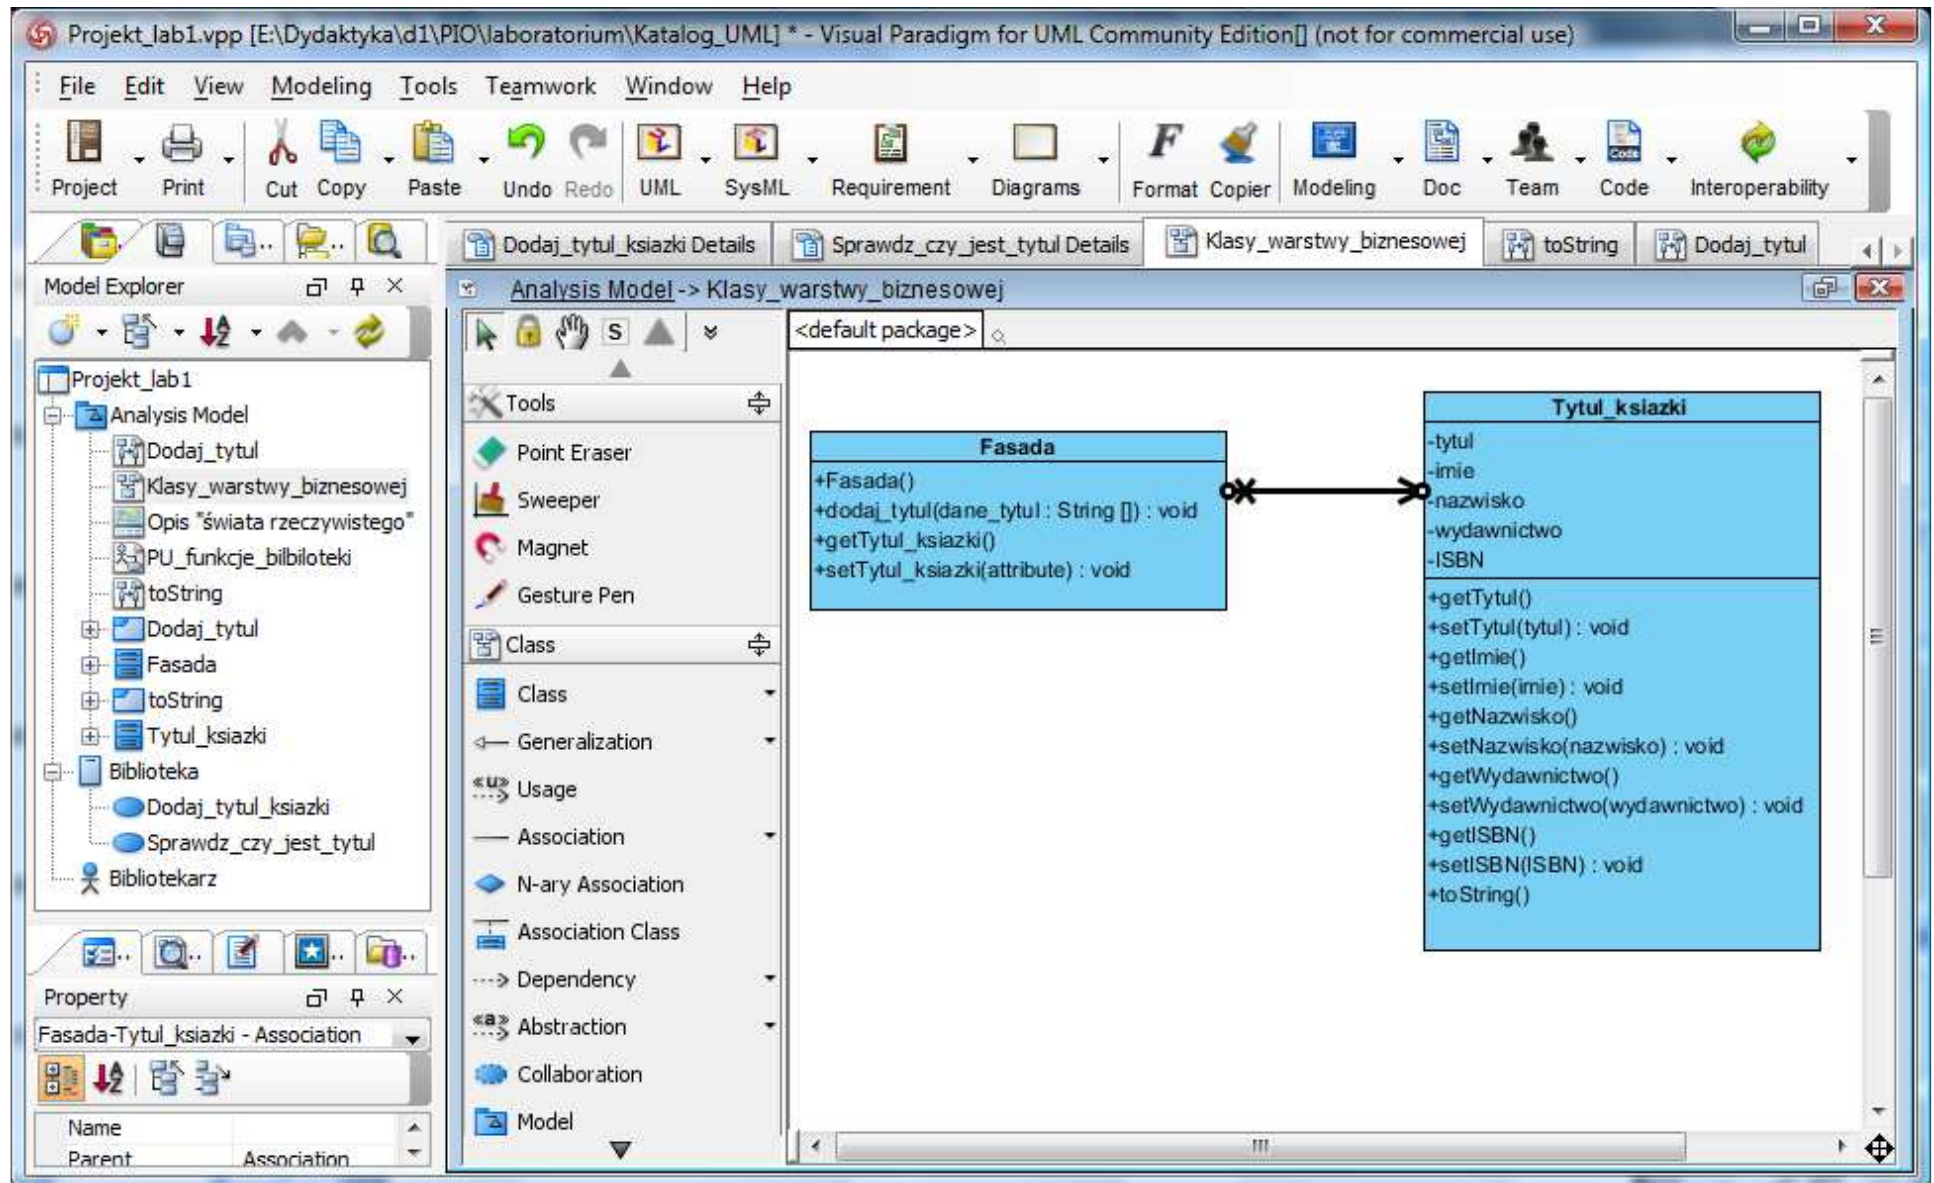 Projekt_lab1.vpp [E:\Dydaktyka\d1\PIO\laboratorium\Katalog_UML] * - Visual Paradigm for UML Community Edition[] (not for commercial use)
File Edit View Modeling Tools Teamwork Window Help
Project Print Cut Copy Paste Undo Redo UML SysML Requirement Diagrams Format Copier Modeling Doc Team Code Interoperability
Dodaj_tytul_ksiazki Details Sprawdz_czy_jest_tytul Details Klasy_warstwy_biznesowej toString Dodaj_tytul
Model Explorer
Projekt_lab1
Analysis Model
Dodaj_tytul
Klasy_warstwy_biznesowej
Opis "świata rzeczywistego"
PU_funkcje_bilbiloteki
toString
Dodaj_tytul
Fasada
toString
Tytul_ksiazki
Biblioteka
Dodaj_tytul_ksiazki
Sprawdz_czy_jest_tytul
Bibliotekarz
Property
Fasada-Tytul_ksiazki - Association
Name
Parent Association
Analysis Model -> Klasy_warstwy_biznesowej
S
<default package>
Tools
Point Eraser
Sweeper
Magnet
Gesture Pen
Class
Class
Generalization
«u» Usage
Association
N-ary Association
Association Class
Dependency
«a» Abstraction
Collaboration
Model
Fasada
+Fasada()
+dodaj_tytul(dane_tytul : String []) : void
+getTytul_ksiazki()
+setTytul_ksiazki(attribute) : void
Tytul_ksiazki
-tytul
-imie
-nazwisko
-wydawnictwo
-ISBN
+getTytul()
+setTytul(tytul) : void
+getImie()
+setImie(imie) : void
+getNazwisko()
+setNazwisko(nazwisko) : void
+getWydawnictwo()
+setWydawnictwo(wydawnictwo) : void
+getISBN()
+setISBN(ISBN) : void
+toString()